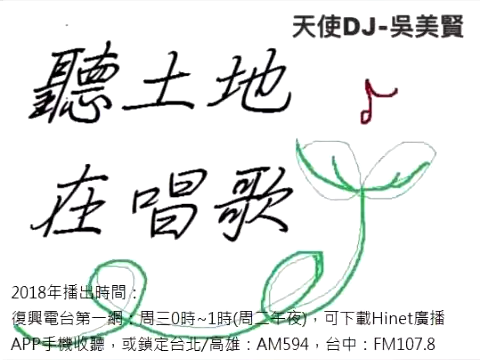 天使DJ-吳美賢
聽土地
在唱歌
2018年播出時間：
復興電台第一網：周三0時~1時(周二年夜)，可下載Hinet廣播
APP手機收聽，或鎖定台北/高雄：AM594，台中：FM107.8